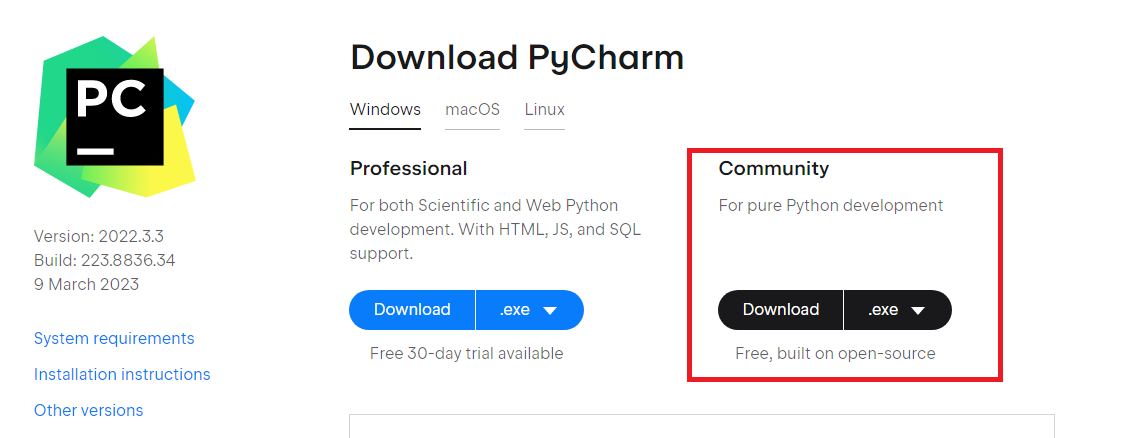 PC
Download PyCharm
Windows macOS Linux
Professional
For both Scientific and Web Python
development. With HTML, JS, and SQL
support.
Download .exe
Free 30-day trial available
Community
For pure Python development
Download .exe
Free, built on open-source
Version: 2022.3.3
Build: 223.8836.34
9 March 2023
System requirements
Installation instructions
Other versions